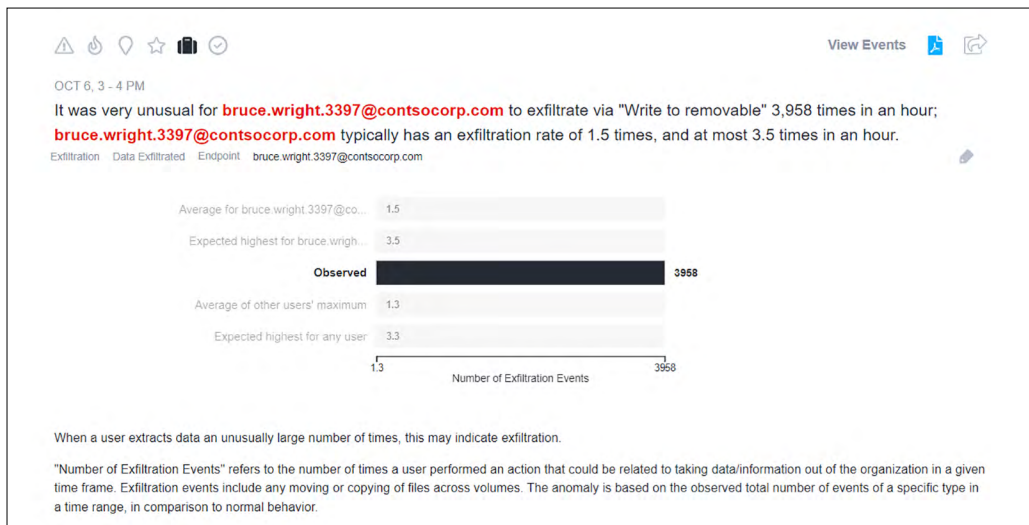 View Events
OCT 6, 3 - 4 PM
It was very unusual for bruce.wright.3397@contsocorp.com to exfiltrate via "Write to removable" 3,958 times in an hour;
bruce.wright.3397@contsocorp.com typically has an exfiltration rate of 1.5 times, and at most 3.5 times in an hour.
Exfiltration Data Exfiltrated Endpoint bruce.wright.3397@contsocorp.com
Average for bruce.wright.3397@co... 1.5
Expected highest for bruce.wrigh... 3.5
Observed 3958
Average of other users' maximum 1.3
Expected highest for any user 3.3
1.3 3958
Number of Exfiltration Events
When a user extracts data an unusually large number of times, this may indicate exfiltration.
"Number of Exfiltration Events" refers to the number of times a user performed an action that could be related to taking data/information out of the organization in a given
time frame. Exfiltration events include any moving or copying of files across volumes. The anomaly is based on the observed total number of events of a specific type in
a time range, in comparison to normal behavior.